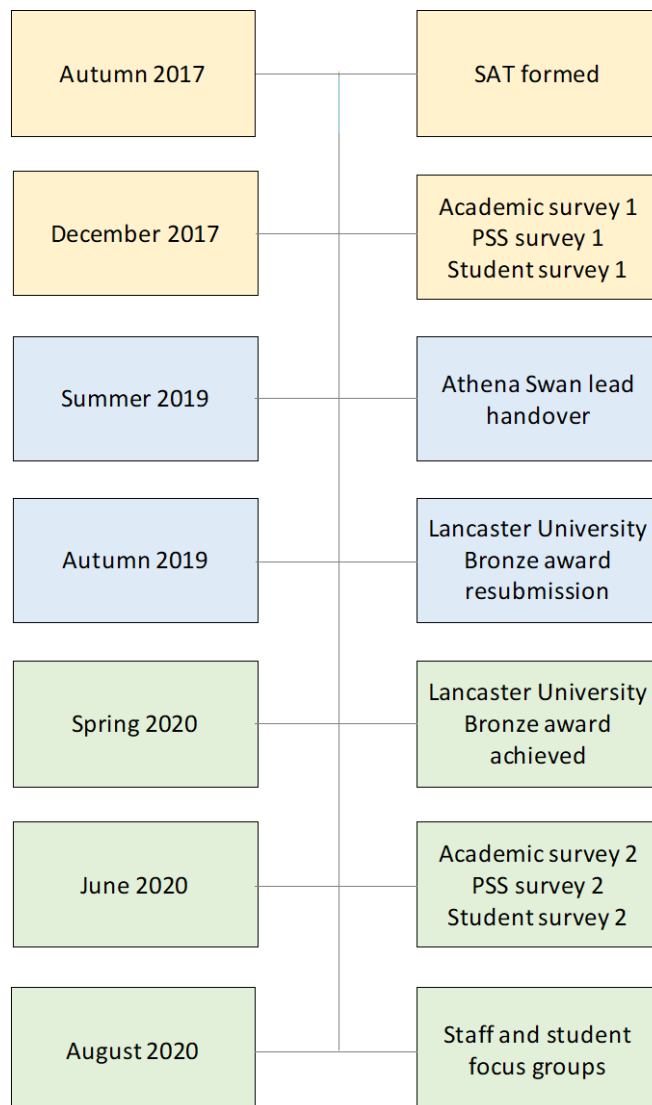 Autumn 2017
SAT formed
December 2017
Academic survey 1
PSS survey 1
Student survey 1
Summer 2019
Athena Swan lead
handover
Autumn 2019
Lancaster University
Bronze award
resubmission
Spring 2020
Lancaster University
Bronze award
achieved
June 2020
Academic survey 2
PSS survey 2
Student survey 2
August 2020
Staff and student
focus groups